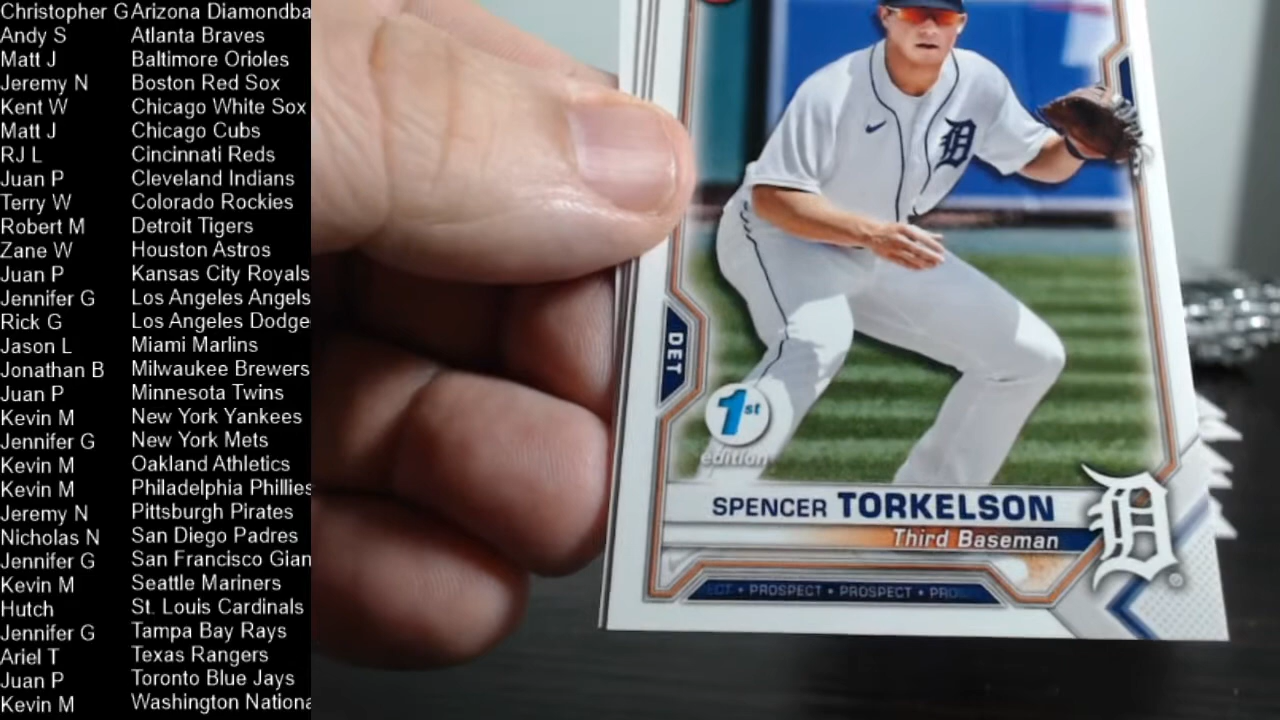 Christopher G Arizona Diamondba
Andy S Atlanta Braves
Matt J Baltimore Orioles
Jeremy N Boston Red Sox
Kent W Chicago White Sox
Matt J Chicago Cubs
RJ L Cincinnati Reds
Juan P Cleveland Indians
Terry W Colorado Rockies
Robert M Detroit Tigers
Zane W Houston Astros
Juan P Kansas City Royals
Jennifer G Los Angeles Angels
Rick G Los Angeles Dodge
Jason L Miami Marlins
Jonathan B Milwaukee Brewers
Juan P Minnesota Twins
Kevin M New York Yankees
Jennifer G New York Mets
Kevin M Oakland Athletics
Kevin M Philadelphia Phillies
Jeremy N Pittsburgh Pirates
Nicholas N San Diego Padres
Jennifer G San Francisco Gian
Kevin M Seattle Mariners
Hutch St. Louis Cardinals
Jennifer G Tampa Bay Rays
Ariel T Texas Rangers
Juan P Toronto Blue Jays
Kevin M Washington Nationa
D
DET
1st
edition
SPENCER TORKELSON
Third Baseman
D
ECT • PROSPECT • PROSPECT • PRO